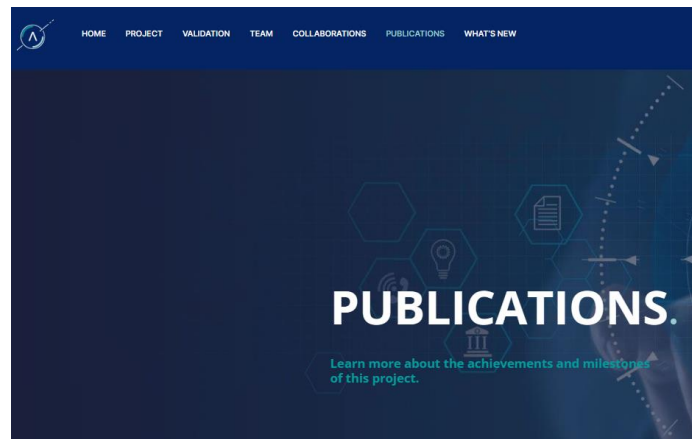 HOME PROJECT VALIDATION TEAM COLLABORATIONS PUBLICATIONS WHAT'S NEW
PUBLICATIONS.
Learn more about the achievements and milestones
of this project.